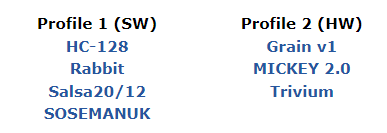 Profile 1 (SW) Profile 2 (HW)
HC-128 Grain v1
Rabbit MICKEY 2.0
Salsa20/12 Trivium
SOSEMANUK